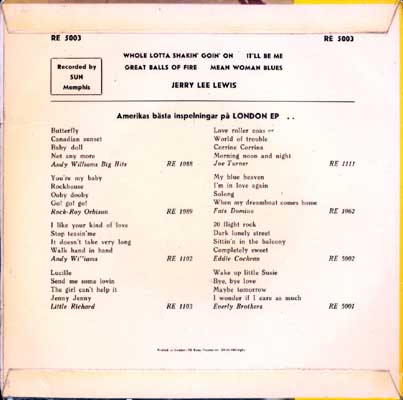 RE 5003 RE 5003
WHOLE LOTTA SHAKIN' GOIN' ON IT'LL BE ME
GREAT BALLS OF FIRE MEAN WOMAN BLUES
Recorded by
SUN
Memphis
JERRY LEE LEWIS
Amerikas bästa inspelningar på LONDON EP . .
Butterfly
Canadian sunset
Baby doll
Not any more
Andy Williams Big Hits RE 1088
Love roller coaster
World of trouble
Corrine Corrina
Morning noon and night
Joe Turner RE 1111
You're my baby
Rockhouse
Ooby dooby
Go! go! go!
Rock-Roy Orbison RE 1089
My blue heaven
I'm in love again
Solong
When my dreamboat comes home
Fats Domino RE 1062
I like your kind of love
Stop teasin'me
It doesn't take very long
Walk hand in hand
Andy Williams RE 1102
20 flight rock
Dark lonely street
Sittin'n in the balcony
Completely sweet
Eddie Cochran RE 5002
Lucille
Send me some lovin
The girl can't help it
Jenny Jenny
Little Richard RE 1103
Wake up little Susie
Bye, bye love
Maybe tomorrow
I wonder if I care as much
Everly Brothers RE 5001
Printed in Sweden